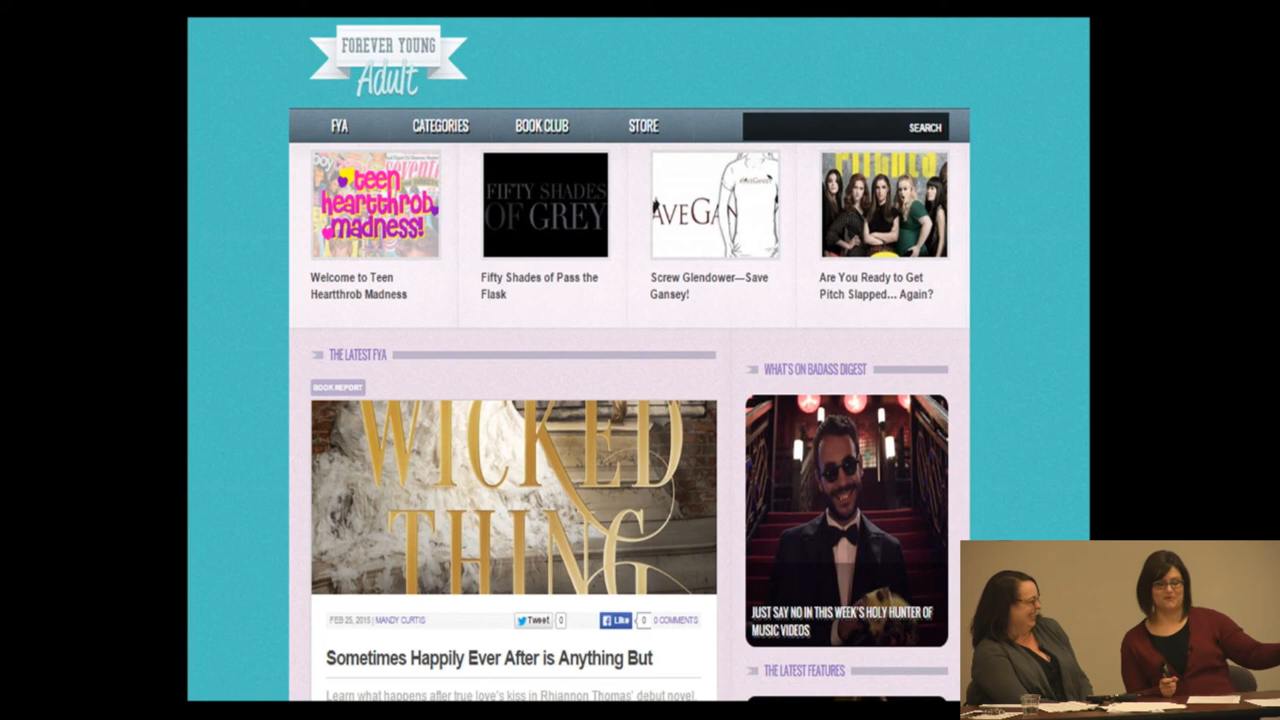 FOREVER YOUNG
Adult
FYA
CATEGORIES
BOOK CLUB
STORE
SEARCH
boy
sevente
teen
heartthrob
madness!
FIFTY SHADES
OF GREY
AVEGAN
PITCHES
Welcome to Teen
Heartthrob Madness
Fifty Shades of Pass the
Flask
Screw Glendower—Save
Gansey!
Are You Ready to Get
Pitch Slapped... Again?
THE LATEST FYA
BOOK REPORT
WICKED
THING
WHAT'S ON BADASS DIGEST
JUST SAY NO IN THIS WEEK'S HOLY HUNTER OF
MUSIC VIDEOS
FEB 25, 2015 | MANDY CURTIS
Tweet 0
Like 0
0 COMMENTS
Sometimes Happily Ever After is Anything But
Learn what happens after true love's kiss in Rhiannon Thomas' debut novel.
THE LATEST FEATURES